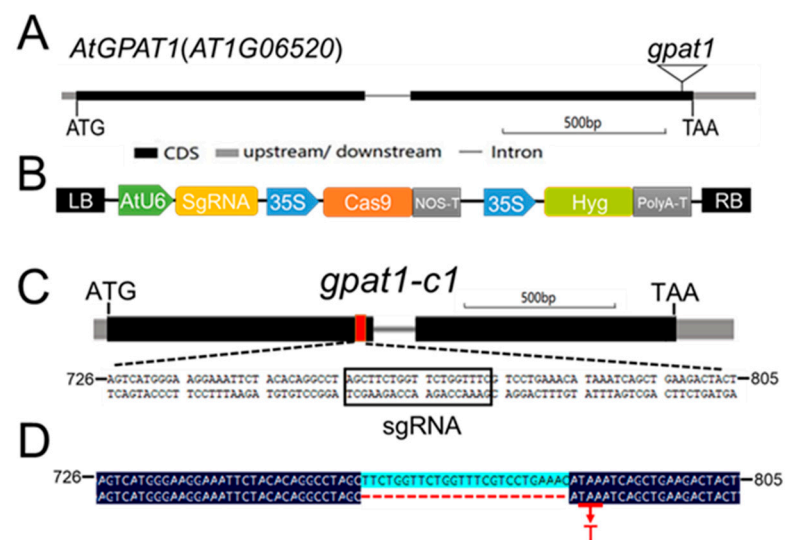 A
AtGPAT1(AT1G06520)
gpat1
ATG
500bp
TAA
CDS
upstream/ downstream
Intron
B
LB AtU6 SgRNA 35S Cas9 NOS-T 35S Hyg PolyA-T RB
C
ATG
gpat1-c1
500bp
TAA
726 AGTCATGGGA AGGAAATTCT ACACAGGCCT AGCTTCTGGT TCTGGTTTCG TCCTGAAACA TAAATCAGCT GAAGACTACT 805
TCAGTACCCT TCCTTTAAGA TGTGTCCGGA TCGAAGACCA AGACCAAAGC AGGACTTTGT ATTTAGTCGA CTTCTGATGA
sgRNA
D
726 AGTCATGGGAAGGAAATTCTACACAGGCCTAGCTTCTGGTTCTGGTTTCGTCCTGAAACATAAATCAGCTGAAGACTACT 805
AGTCATGGGAAGGAAATTCTACACAGGCCTAGC-----------------------ATAAATCAGCTGAAGACTACT
T